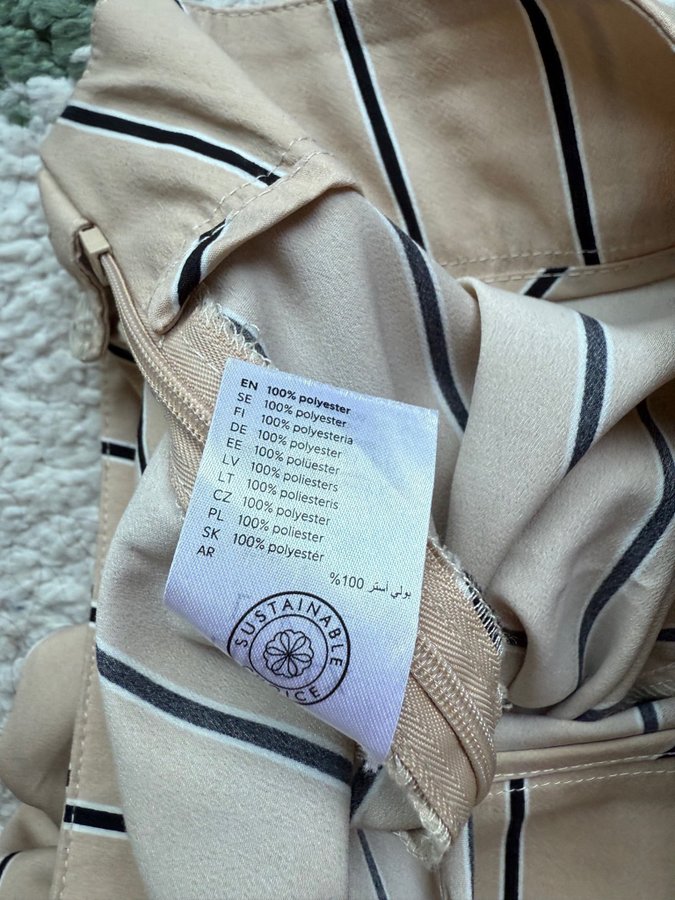 EN 100% polyester
SE 100% polyester
FI 100% polyesteria
DE 100% polyester
EE 100% polüester
LV 100% poliesters
LT 100% poliesteris
CZ 100% polyester
PL 100% poliester
SK 100% polyestér
AR
بولي أستر 100%
SUSTAINABLE